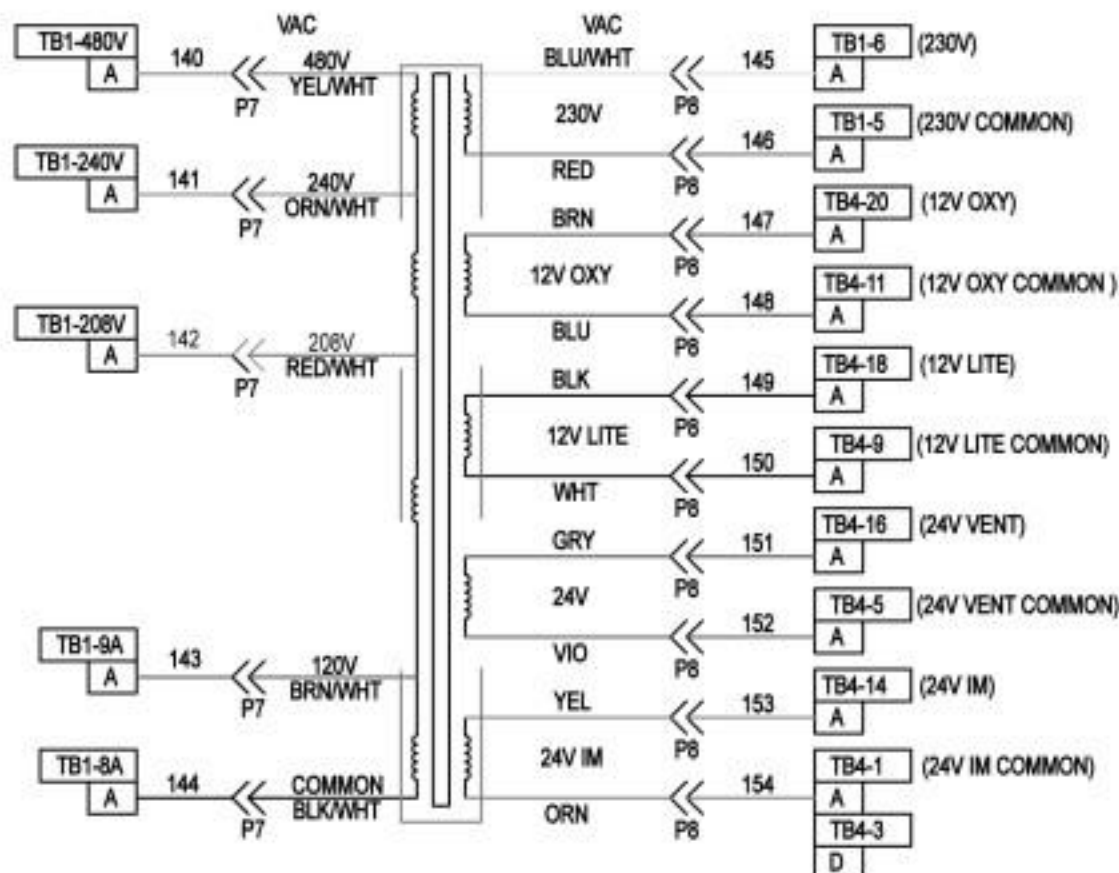 VAC
VAC
TB1-480V
A
140
P7
480V
YEL/WHT
BLU/WHT
P8
145
TB1-6 (230V)
A
230V
RED
P8
146
TB1-5 (230V COMMON)
A
TB1-240V
A
141
P7
240V
ORN/WHT
BRN
P8
147
TB4-20 (12V OXY)
A
12V OXY
BLU
P8
148
TB4-11 (12V OXY COMMON )
A
TB1-208V
A
142
P7
208V
RED/WHT
BLK
P8
149
TB4-18 (12V LITE)
A
12V LITE
WHT
P8
150
TB4-9 (12V LITE COMMON)
A
GRY
P8
151
TB4-16 (24V VENT)
A
24V
VIO
P8
152
TB4-5 (24V VENT COMMON)
A
TB1-9A
A
143
P7
120V
BRN/WHT
YEL
P8
153
TB4-14 (24V IM)
A
24V IM
TB1-8A
A
144
P7
COMMON
BLK/WHT
ORN
P8
154
TB4-1 (24V IM COMMON)
A
TB4-3
D